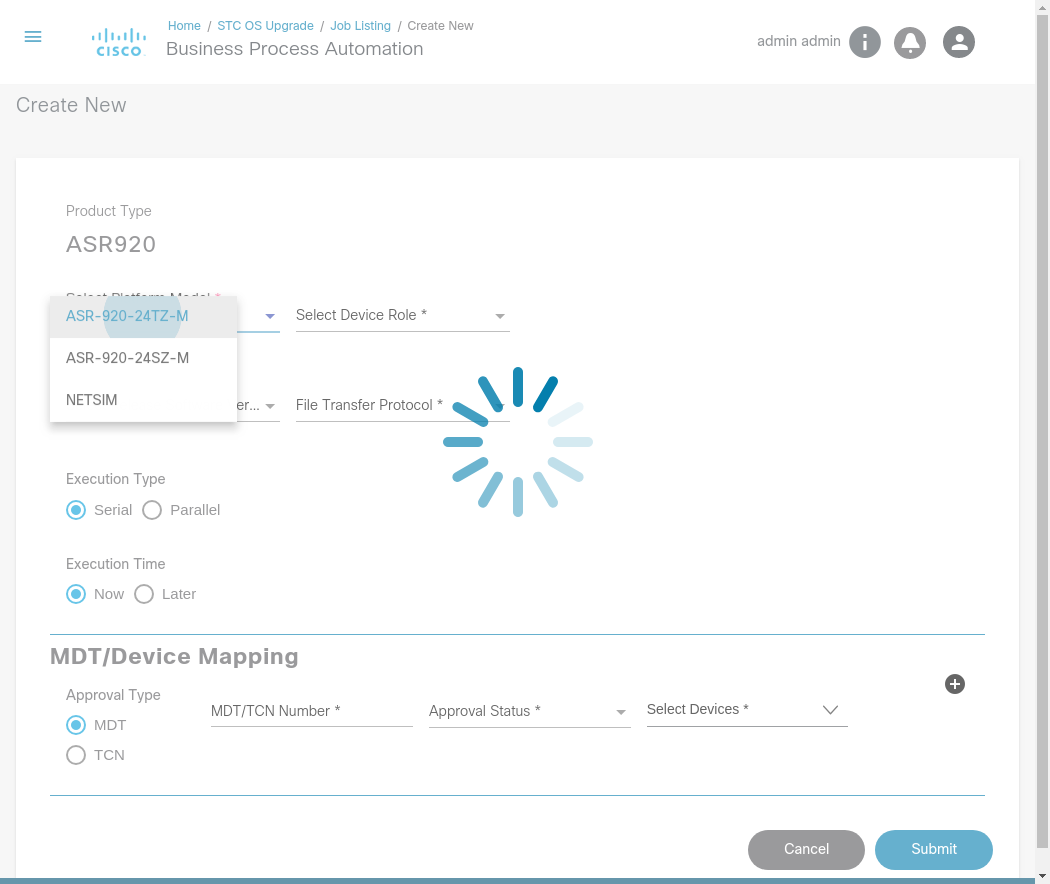 Home / STC OS Upgrade / Job Listing / Create New
CISCO
Business Process Automation
admin admin
Create New
Product Type
ASR920
Select Platform Model *
ASR-920-24TZ-M
Select Device Role *
ASR-920-24SZ-M
NETSIM
er...
File Transfer Protocol *
Execution Type
Serial Parallel
Execution Time
Now Later
MDT/Device Mapping
Approval Type
MDT
TCN
MDT/TCN Number *
Approval Status *
Select Devices *
Cancel Submit